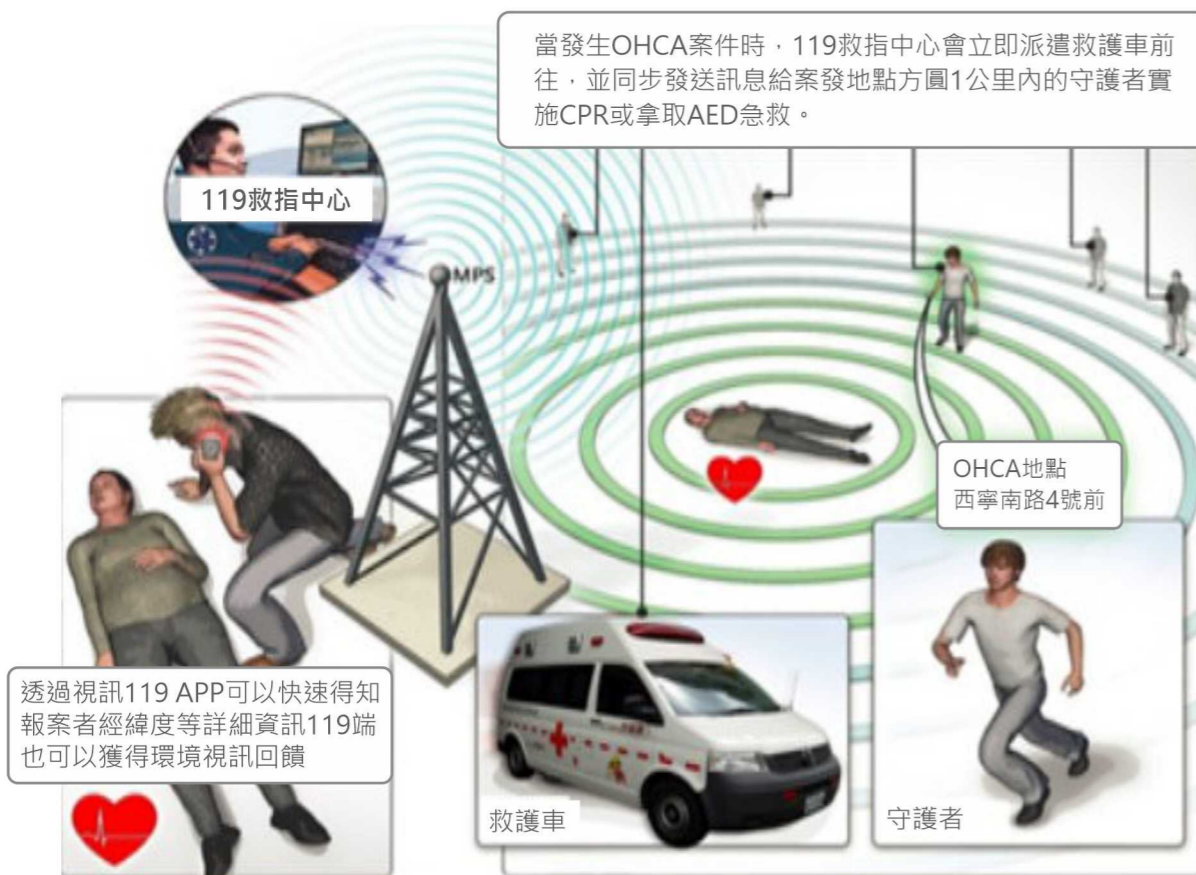 當發生OHCA案件時，119救指中心會立即派遣救護車前
往，並同步發送訊息給案發地點方圓1公里內的守護者實
施CPR或拿取AED急救。
119救指中心
MPS
OHCA地點
西寧南路4號前
透過視訊119 APP可以快速得知
報案者經緯度等詳細資訊119端
也可以獲得環境視訊回饋
救護車
守護者